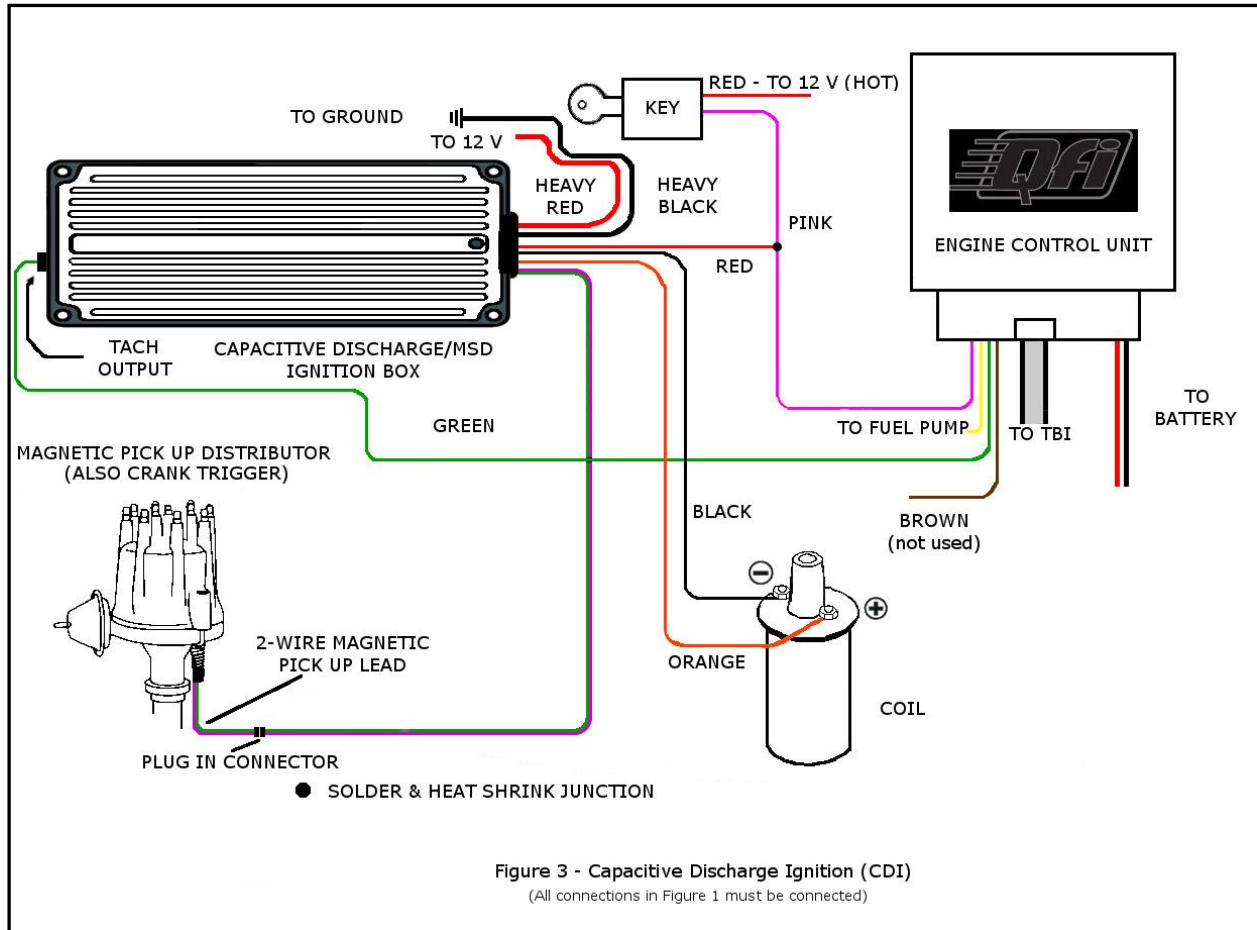 RED - TO 12 V (HOT)
KEY
TO GROUND
TO 12 V
HEAVY
RED
HEAVY
BLACK
PINK
RED
Qfi
ENGINE CONTROL UNIT
TACH
OUTPUT
CAPACITIVE DISCHARGE/MSD
IGNITION BOX
GREEN
TO FUEL PUMP
TO TBI
TO
BATTERY
MAGNETIC PICK UP DISTRIBUTOR
(ALSO CRANK TRIGGER)
BLACK
BROWN
(not used)
2-WIRE MAGNETIC
PICK UP LEAD
ORANGE
COIL
PLUG IN CONNECTOR
SOLDER & HEAT SHRINK JUNCTION
Figure 3 - Capacitive Discharge Ignition (CDI)
(All connections in Figure 1 must be connected)